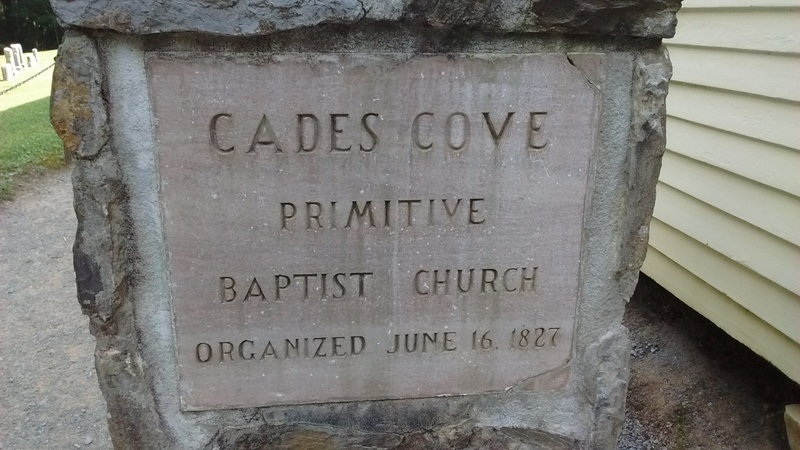 CADES COVE
PRIMITIVE
BAPTIST CHURCH
ORGANIZED JUNE 16, 1827